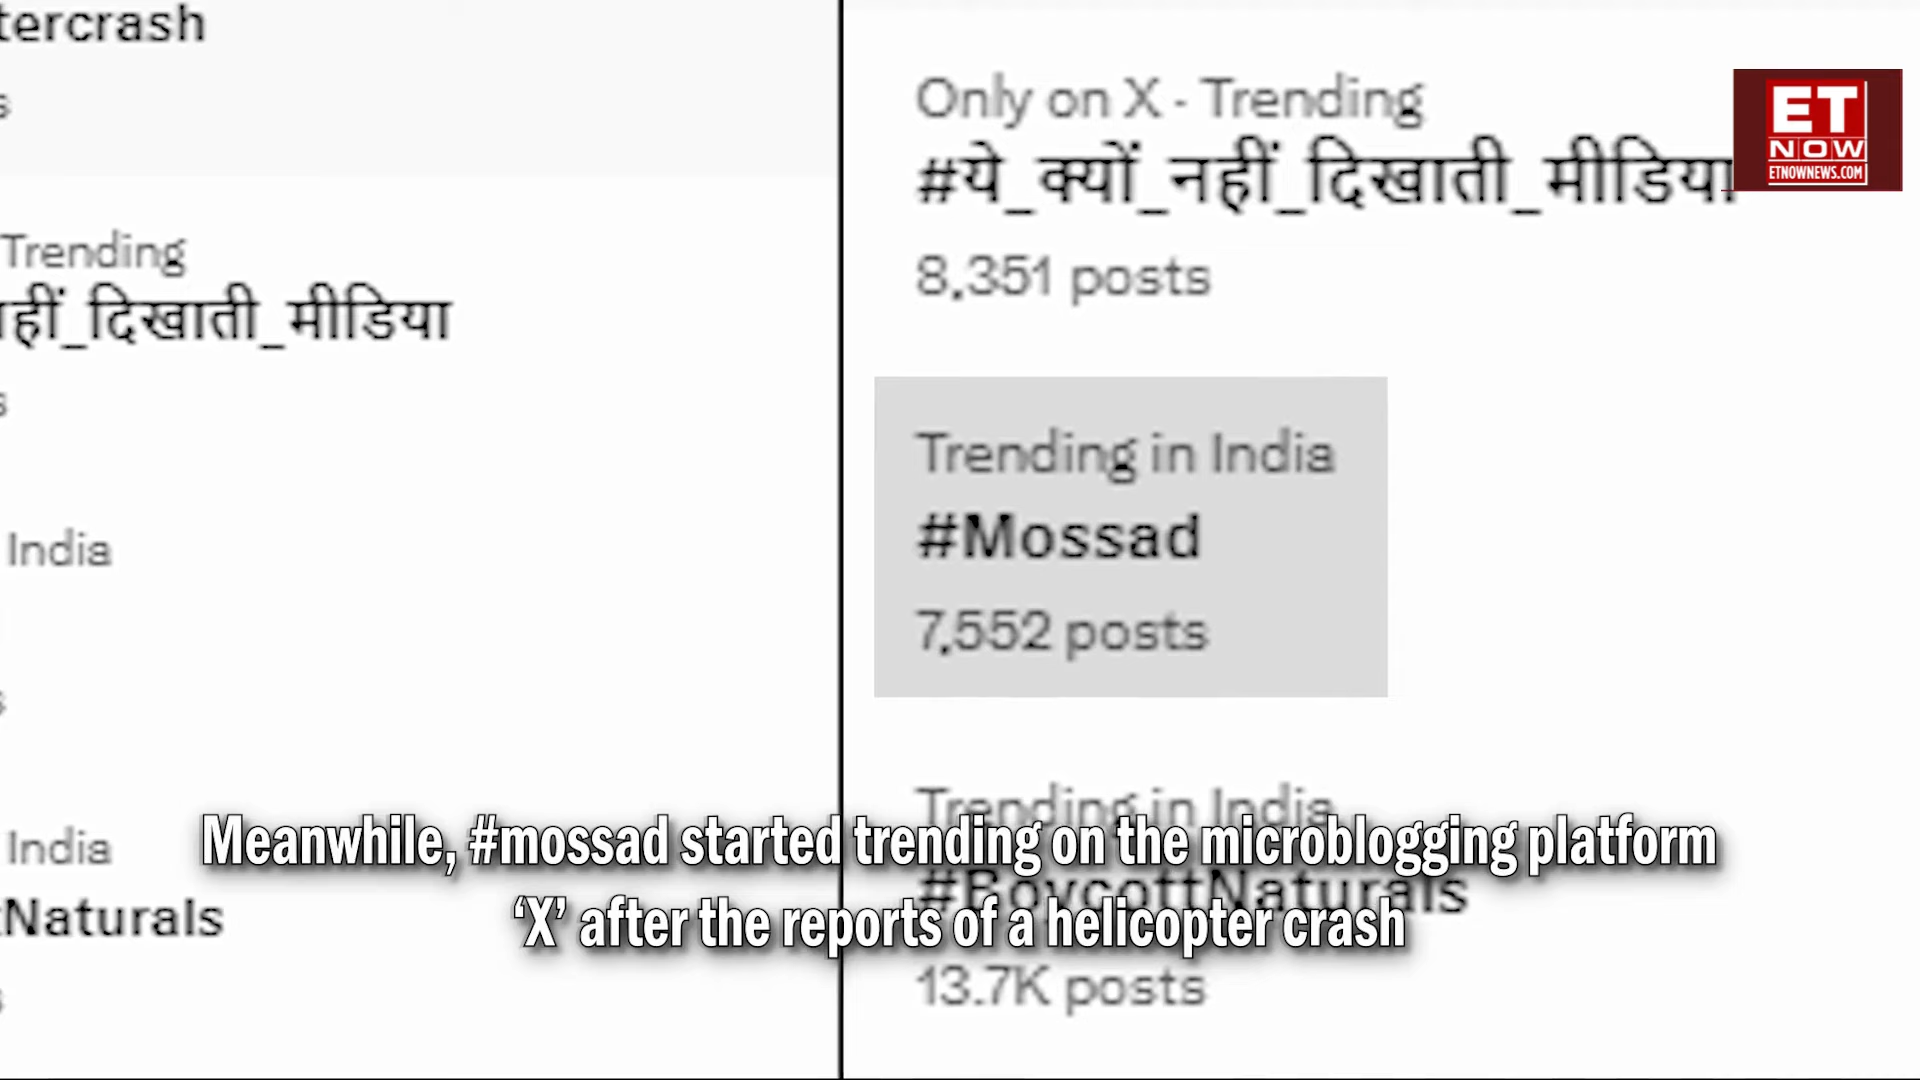 tercrash
s
Trending
हीं_दिखाती_मीडिया
s
India
s
India
Naturals
s
Only on X - Trending
#ये_क्यों_नहीं_दिखाती_मीडिया
8,351 posts
Trending in India
#Mossad
7,552 posts
Trending in India
#BoycottNaturals
13.7K posts
ET
NOW
ETNOWNEWS.COM
Meanwhile, #mossad started trending on the microblogging platform
‘X’ after the reports of a helicopter crash